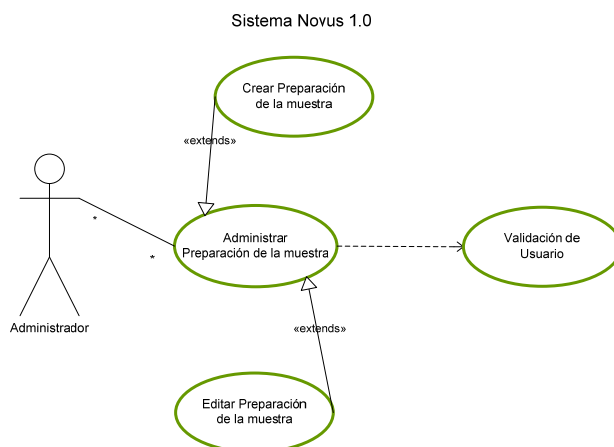 Sistema Novus 1.0
Crear Preparación
de la muestra
«extends»
*
Administrar
Preparación de la muestra
*
Validación de
Usuario
Administrador
«extends»
Editar Preparación
de la muestra